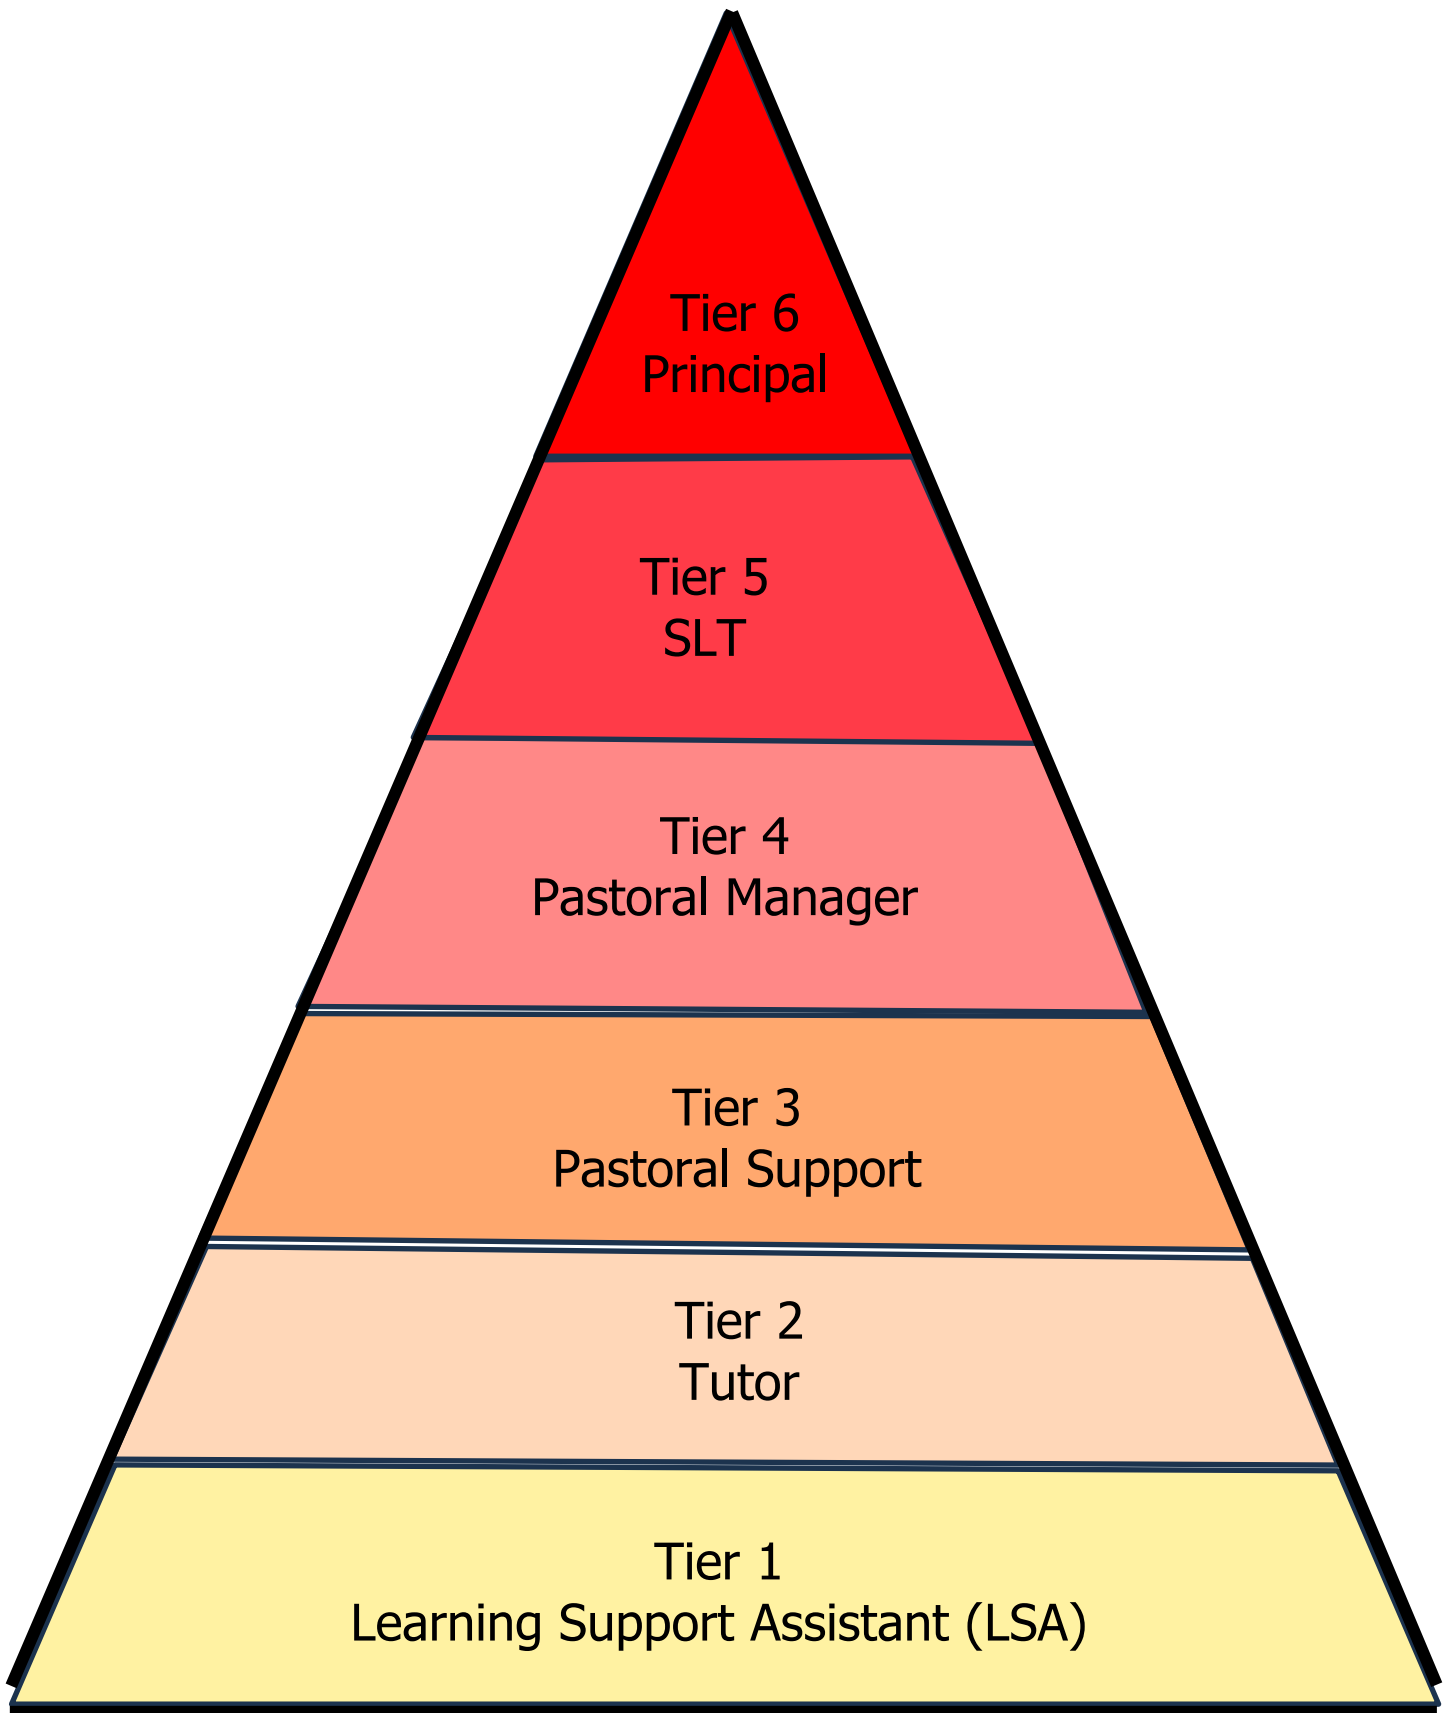 Tier 6
Principal
Tier 5
SLT
Tier 4
Pastoral Manager
Tier 3
Pastoral Support
Tier 2
Tutor
Tier 1
Learning Support Assistant (LSA)